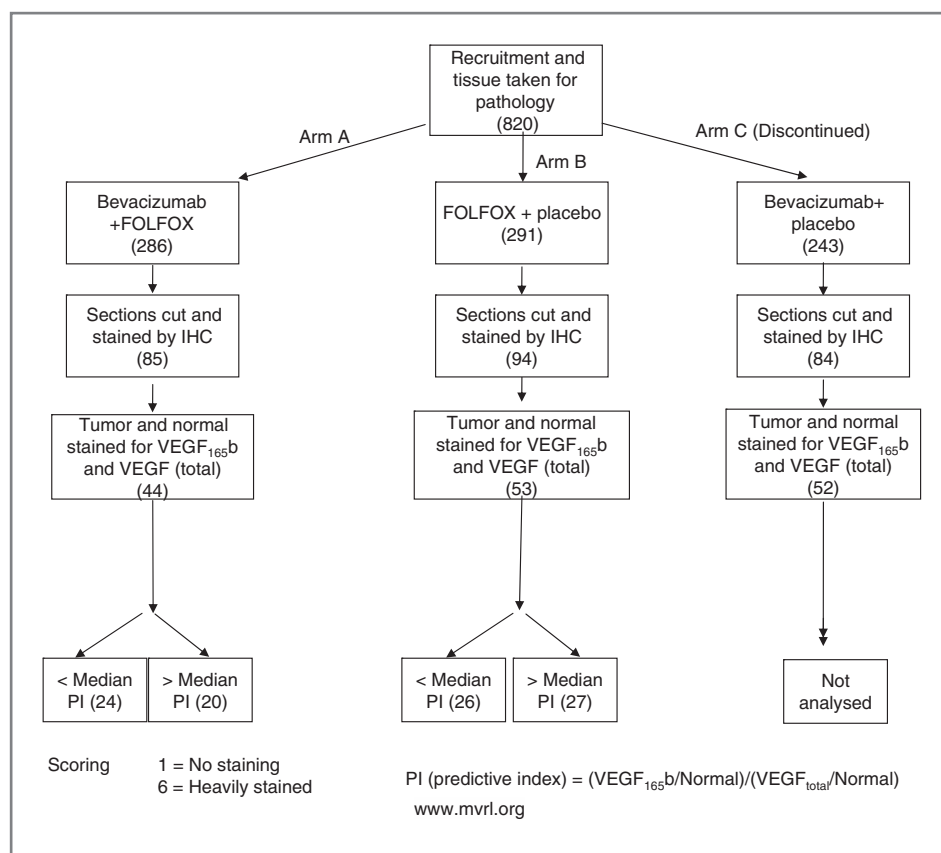 Recruitment and
tissue taken for
pathology
(820)
Arm A
Arm B
Arm C (Discontinued)
Bevacizumab
+FOLFOX
(286)
FOLFOX + placebo
(291)
Bevacizumab+
placebo
(243)
Sections cut and
stained by IHC
(85)
Sections cut and
stained by IHC
(94)
Sections cut and
stained by IHC
(84)
Tumor and normal
stained for VEGF₁₆₅b
and VEGF (total)
(44)
Tumor and normal
stained for VEGF₁₆₅b
and VEGF (total)
(53)
Tumor and normal
stained for VEGF₁₆₅b
and VEGF (total)
(52)
< Median
PI (24)
> Median
PI (20)
< Median
PI (26)
> Median
PI (27)
Not
analysed
Scoring 1 = No staining
6 = Heavily stained
PI (predictive index) = (VEGF₁₆₅b/Normal)/(VEGFtotal/Normal)
www.mvrl.org